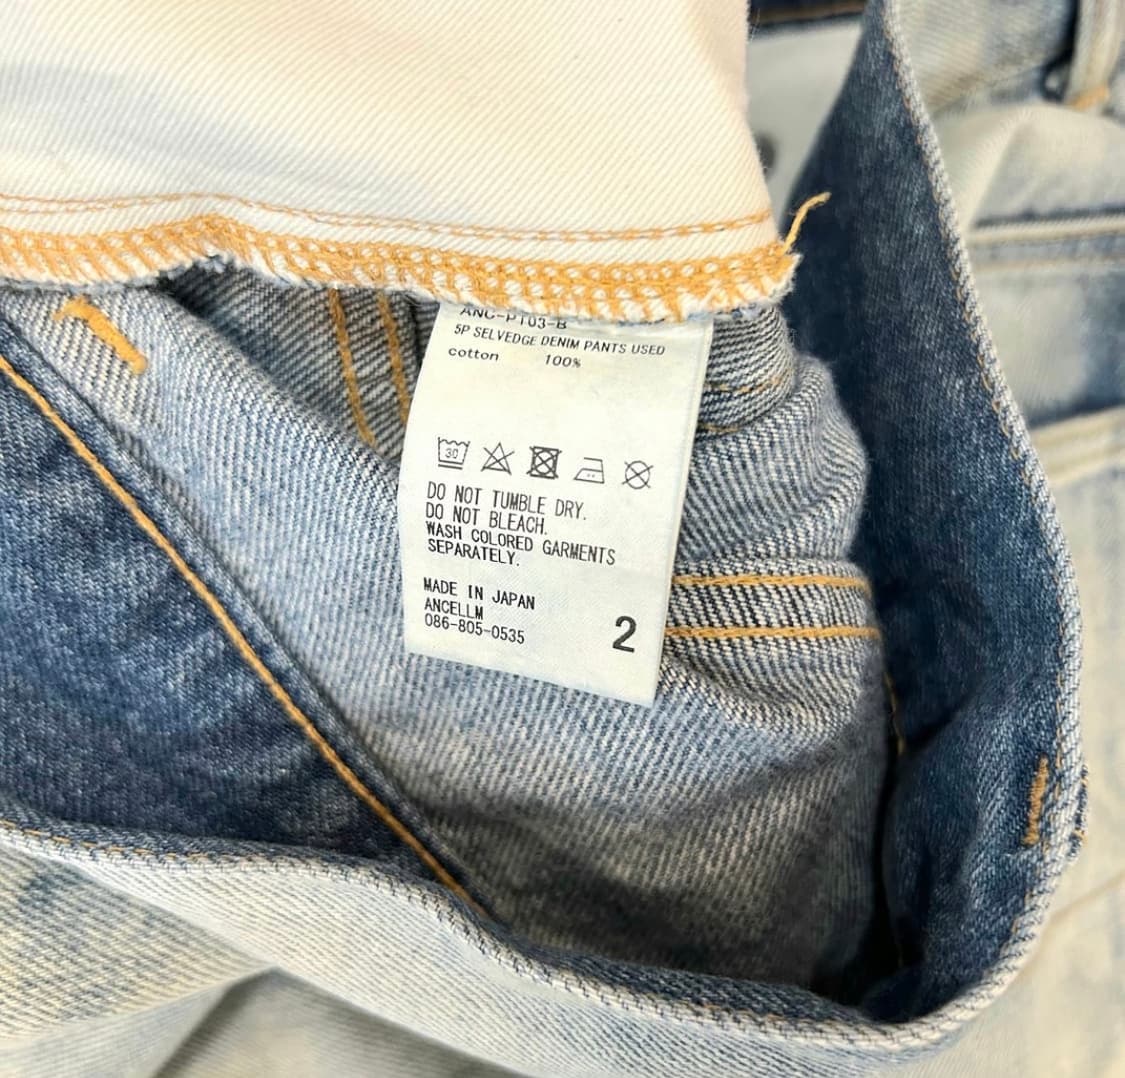 ANC-PT03-B
5P SELVEDGE DENIM PANTS USED
cotton 100%
30
DO NOT TUMBLE DRY.
DO NOT BLEACH.
WASH COLORED GARMENTS
SEPARATELY.
MADE IN JAPAN
ANCELLM
086-805-0535
2